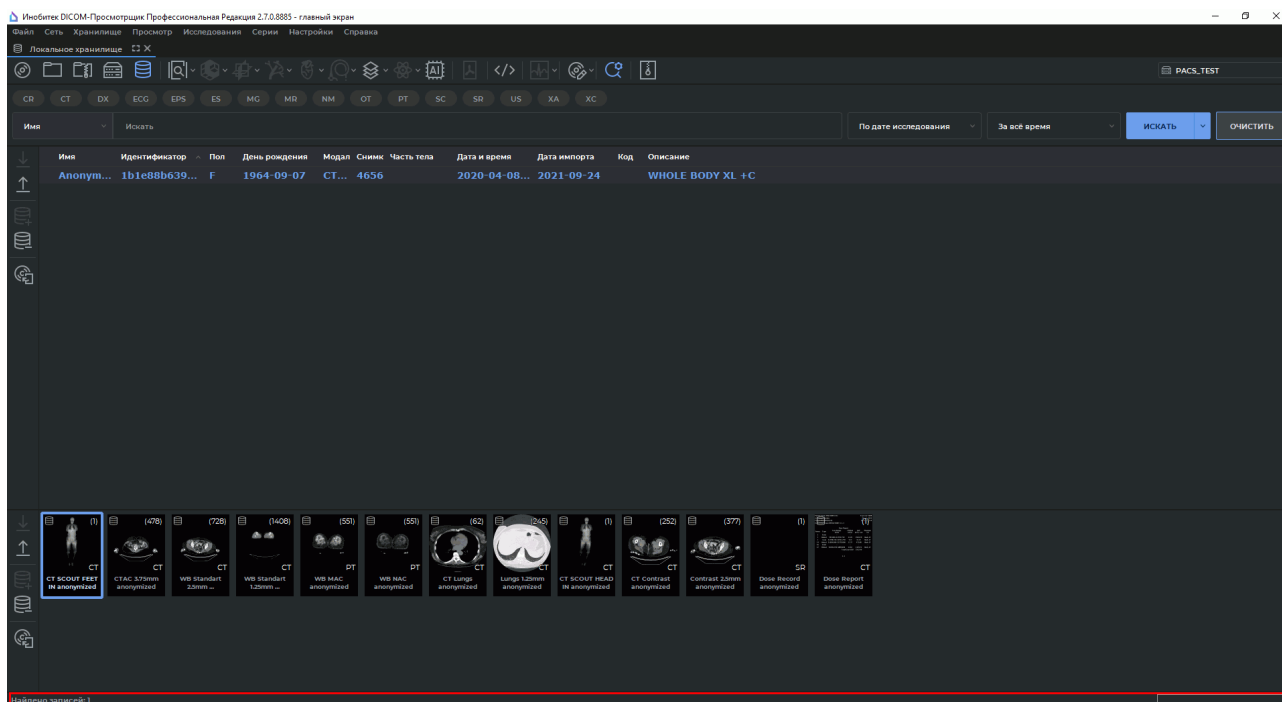 Инобитек DICOM-Просмотрщик Профессиональная Редакция 2.7.0.8885 - главный экран
Файл Сеть Хранилище Просмотр Исследования Серии Настройки Справка
Локальное хранилище
AI </> PACS_TEST
CR CT DX ECG EPS ES MG MR NM OT PT SC SR US XA XC
Имя Искать По дате исследования За всё время ИСКАТЬ ОЧИСТИТЬ
Имя Идентификатор Пол День рождения Модал Снимк Часть тела Дата и время Дата импорта Код Описание
Anonym... 1b1e88b639... F 1964-09-07 CT... 4656 2020-04-08... 2021-09-24 WHOLE BODY XL +C
(1) (478) (728) (1408) (551) (551) (62) (245) (1) (252) (377) (1) (1)
CT CT CT CT PT PT CT CT CT CT CT SR CT
CT SCOUT FEET CTAC 3.75mm WB Standart WB Standart WB MAC WB NAC CT Lungs Lungs 1.25mm CT SCOUT HEAD CT Contrast Contrast 2.5mm Dose Record Dose Report
IN anonymized anonymized 2.5mm ... 1.25mm ... anonymized anonymized anonymized anonymized IN anonymized anonymized anonymized anonymized anonymized
Найдено записей: 1